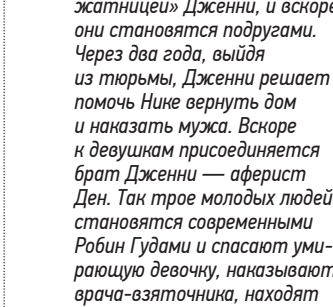 жатницей» Дженни, и вскоре
они становятся подругами.
Через два года, выйдя
из тюрьмы, Дженни решает
помочь Нике вернуть дом
и наказать мужа. Вскоре
к девушкам присоединяется
брат Дженни — аферист
Ден. Так трое молодых людей
становятся современными
Робин Гудами и спасают уми-
рающую девочку, наказывают
врача-взяточника, находят